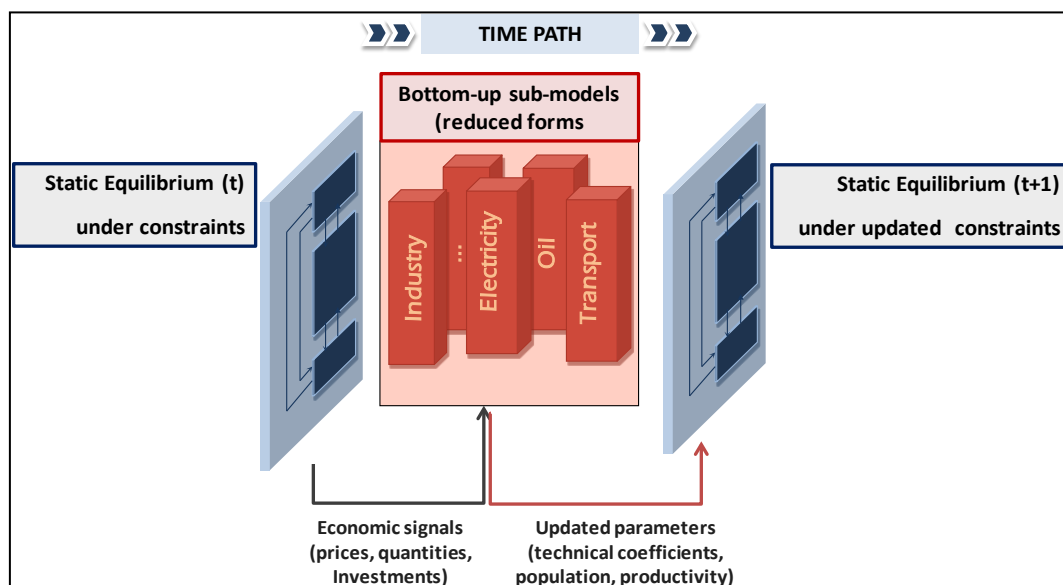 TIME PATH
Bottom-up sub-models
(reduced forms
Static Equilibrium (t)
under constraints
Industry
...
Electricity
Oil
Transport
Static Equilibrium (t+1)
under updated constraints
Economic signals
(prices, quantities,
Investments)
Updated parameters
(technical coefficients,
population, productivity)